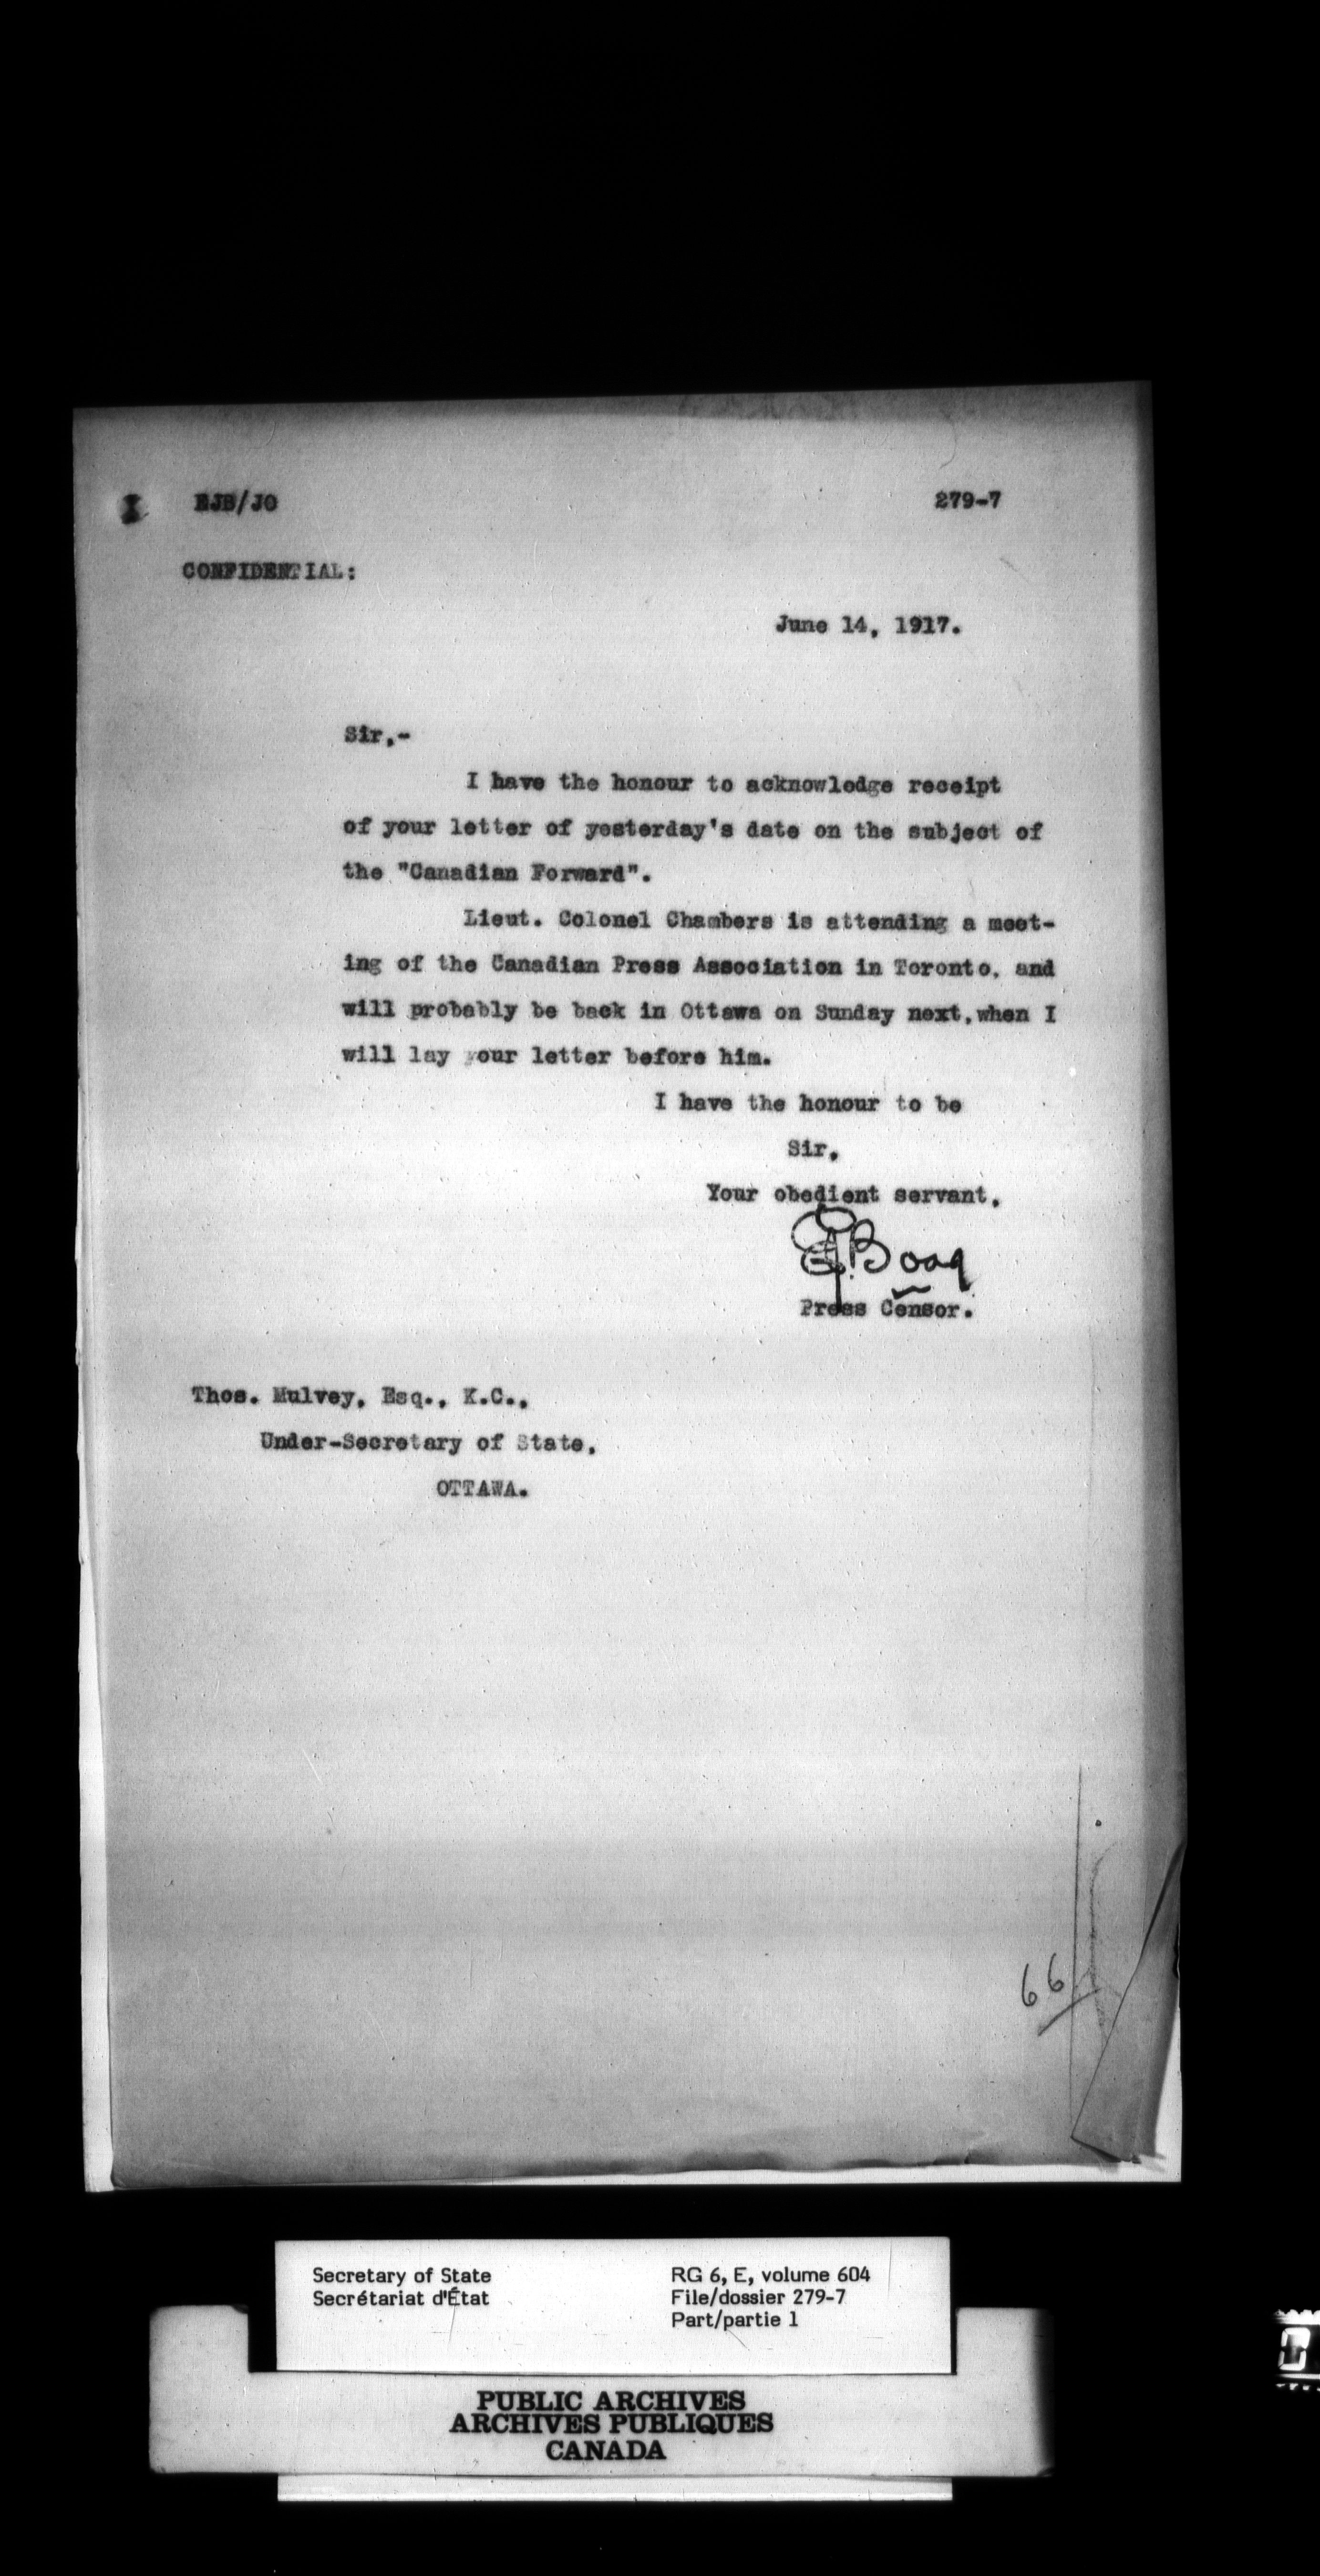 I EJB/JO 279-7
CONFIDENTIAL:
June 14, 1917.
Sir,-
I have the honour to acknowledge receipt
of your letter of yesterday's date on the subject of
the "Canadian Forward".
Lieut. Colonel Chambers is attending a meet-
ing of the Canadian Press Association in Toronto, and
will probably be back in Ottawa on Sunday next, when I
will lay your letter before him.
I have the honour to be
Sir,
Your obedient servant,
EJ Boag
Press Censor.
Thos. Mulvey, Esq., K.C.,
Under-Secretary of State,
OTTAWA.
66
Secretary of State
Secrétariat d'État
RG 6, E, volume 604
File/dossier 279-7
Part/partie 1
PUBLIC ARCHIVES
ARCHIVES PUBLIQUES
CANADA